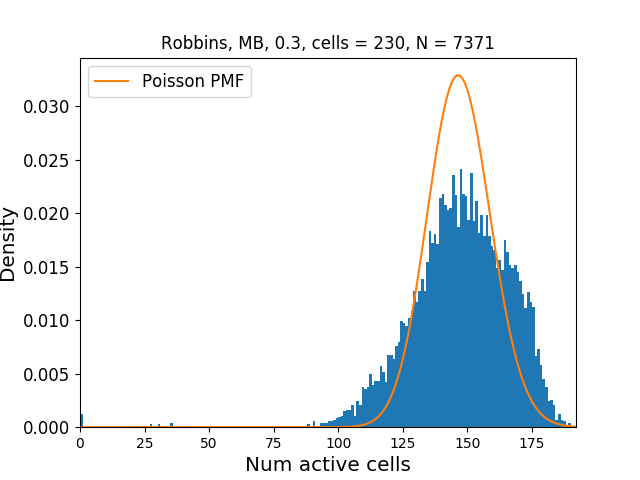 Robbins, MB, 0.3, cells = 230, N = 7371
Poisson PMF
0.030
0.025
0.020
0.015
0.010
0.005
0.000
Density
0 25 50 75 100 125 150 175
Num active cells